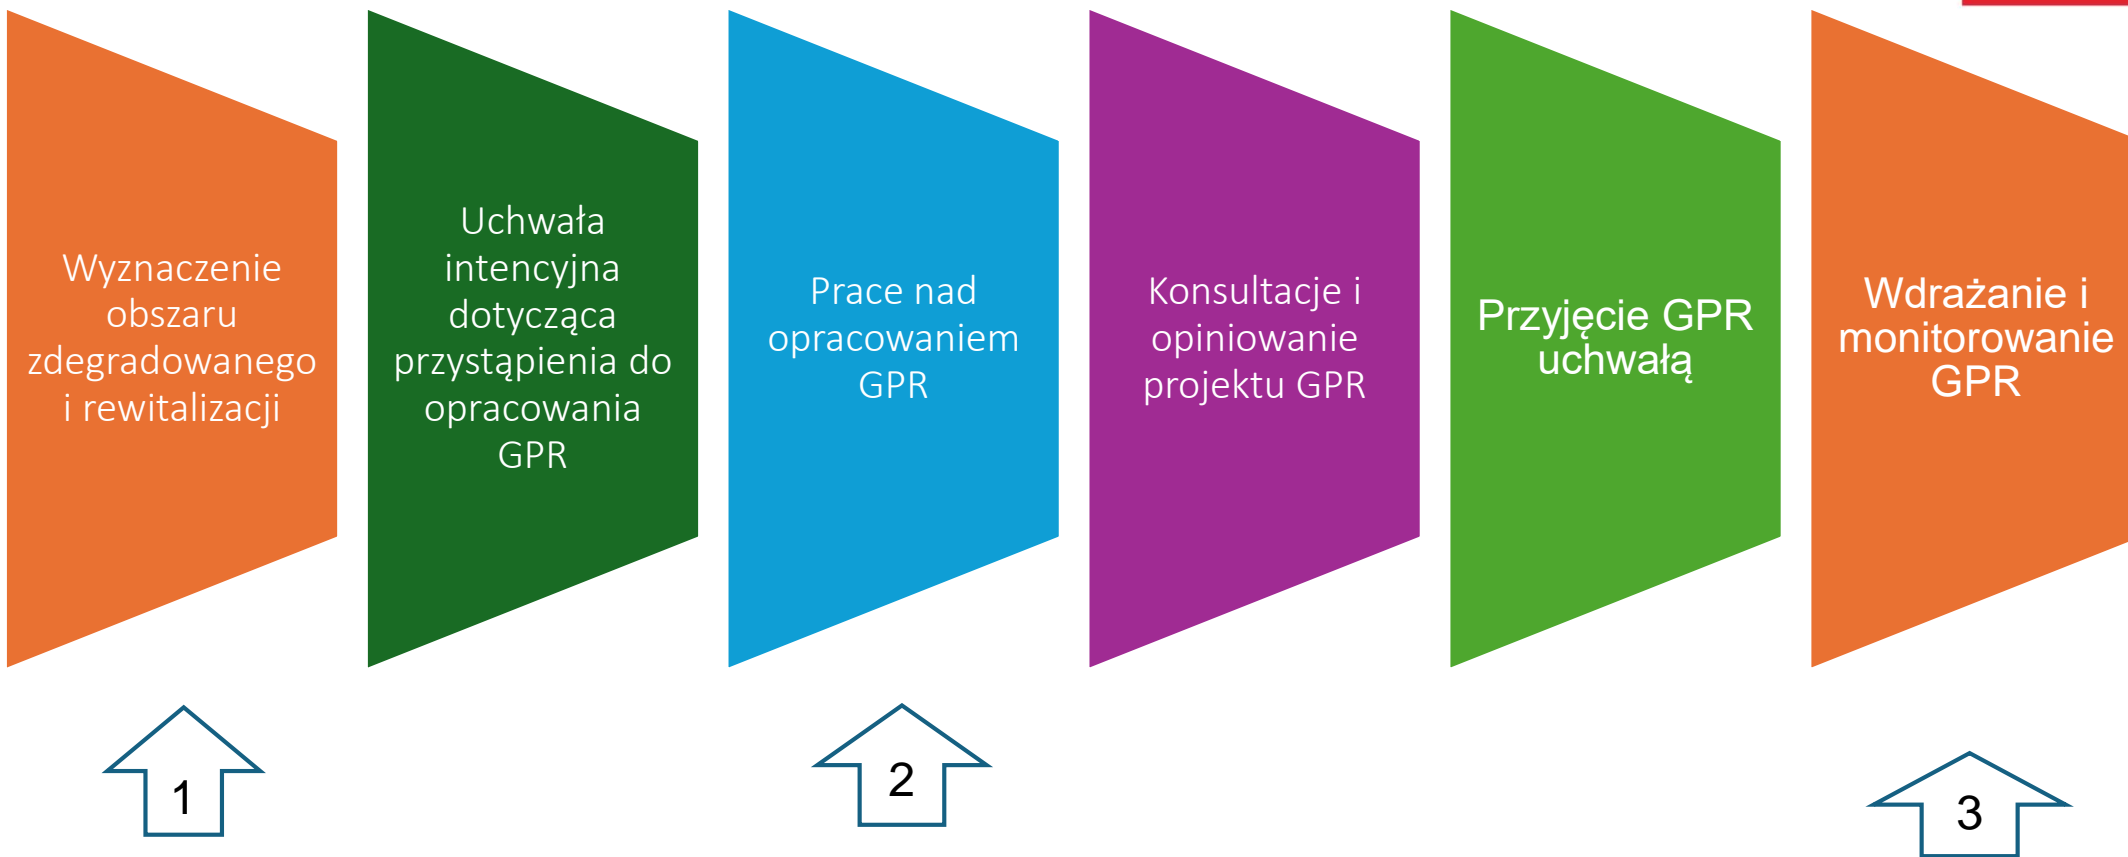 Wyznaczenie
obszaru
zdegradowanego
i rewitalizacji
Uchwała
intencyjna
dotycząca
przystąpienia do
opracowania
GPR
Prace nad
opracowaniem
GPR
Konsultacje i
opiniowanie
projektu GPR
Przyjęcie GPR
uchwałą
Wdrażanie i
monitorowanie
GPR
1
2
3